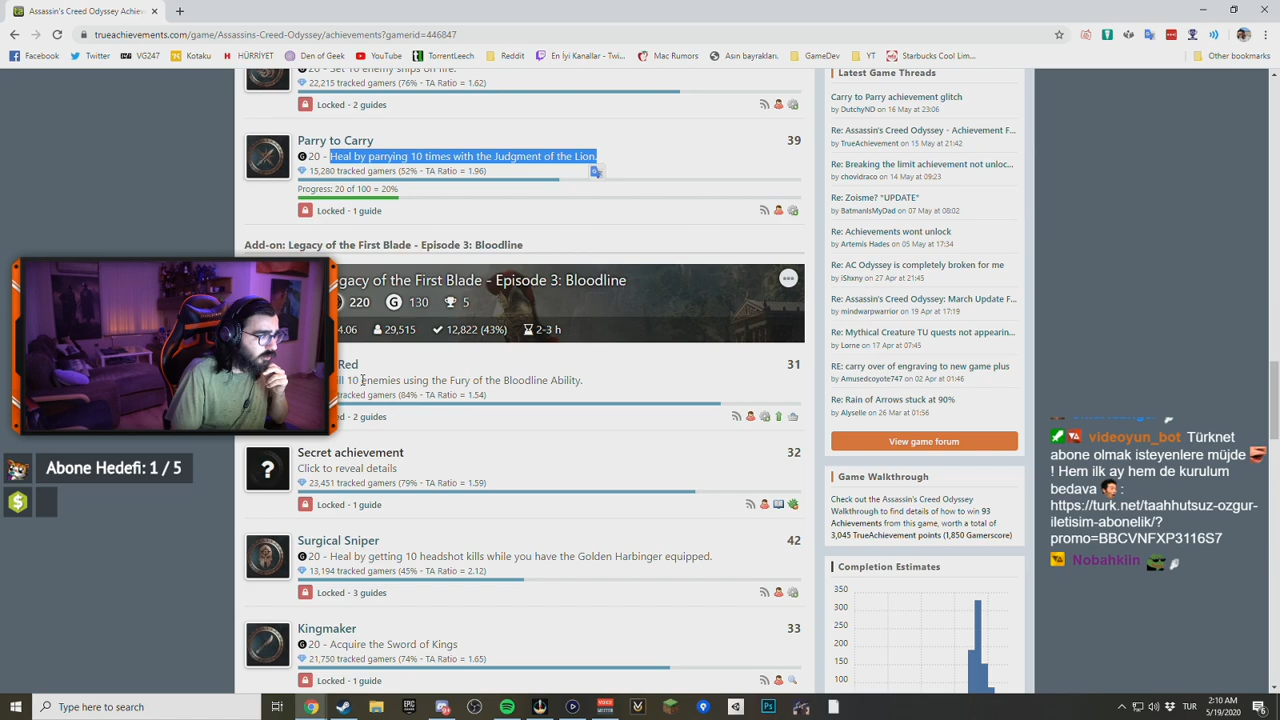 Assassin's Creed Odyssey Achiev
trueachievements.com/game/Assassins-Creed-Odyssey/achievements?gamerid=446847
Facebook
Twitter
VG247
Kotaku
HÜRRİYET
Den of Geek
YouTube
TorrentLeech
Reddit
En İyi Kanallar - Twi...
Mac Rumors
Asın bayrakları.
GameDev
YT
Starbucks Cool Lim...
Other bookmarks
20 - Set 10 enemy ships on fire.
22,215 tracked gamers (76% - TA Ratio = 1.62)
Locked - 2 guides
Parry to Carry
39
20 - Heal by parrying 10 times with the Judgment of the Lion.
15,280 tracked gamers (52% - TA Ratio = 1.96)
Progress: 20 of 100 = 20%
Locked - 1 guide
Add-on: Legacy of the First Blade - Episode 3: Bloodline
gacy of the First Blade - Episode 3: Bloodline
220
130
5
4.06
29,515
12,822 (43%)
2-3 h
Red
31
ill 10 enemies using the Fury of the Bloodline Ability.
tracked gamers (84% - TA Ratio = 1.54)
- 2 guides
Secret achievement
32
Click to reveal details
23,451 tracked gamers (79% - TA Ratio = 1.59)
Locked - 1 guide
Surgical Sniper
42
20 - Heal by getting 10 headshot kills while you have the Golden Harbinger equipped.
13,194 tracked gamers (45% - TA Ratio = 2.12)
Locked - 3 guides
Kingmaker
33
20 - Acquire the Sword of Kings
21,750 tracked gamers (74% - TA Ratio = 1.65)
Locked - 1 guide
Latest Game Threads
Carry to Parry achievement glitch
by DutchyND on 16 May at 23:06
Re: Assassin's Creed Odyssey - Achievement F...
by TrueAchievement on 15 May at 21:42
Re: Breaking the limit achievement not unloc...
by chovidraco on 14 May at 09:23
Re: Zoisme? "UPDATE"
by BatmanIsMyDad on 07 May at 08:02
Re: Achievements wont unlock
by Artemis Hades on 05 May at 17:34
Re: AC Odyssey is completely broken for me
by iShxny on 27 Apr at 21:45
Re: Assassin's Creed Odyssey: March Update F...
by mindwarpwarrior on 19 Apr at 17:19
Re: Mythical Creature TU quests not appearin...
by Lorne on 17 Apr at 07:45
RE: carry over of engraving to new game plus
by Amusedcoyote747 on 02 Apr at 01:46
Re: Rain of Arrows stuck at 90%
by Alyselle on 26 Mar at 01:56
View game forum
Game Walkthrough
Check out the Assassin's Creed Odyssey
Walkthrough to find details of how to win 93
Achievements from this game, worth a total of
3,045 TrueAchievement points (1,850 Gamerscore)
Completion Estimates
350
300
250
200
150
100
Abone Hedefi: 1 / 5
videoyun_bot Türknet
abone olmak isteyenlere müjde
! Hem ilk ay hem de kurulum
bedava :
https://turk.net/taahhutsuz-ozgur-
iletisim-abonelik/?
promo=BBCVNFXP3116S7
Nobahklin
Type here to search
TUR
2:10 AM
5/19/2020